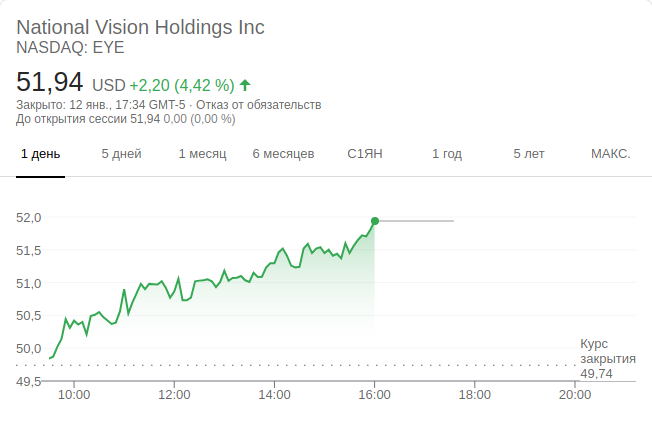 National Vision Holdings Inc
NASDAQ: EYE
51,94 USD +2,20 (4,42 %)
Закрыто: 12 янв., 17:34 GMT-5 · Отказ от обязательств
До открытия сессии 51,94 0,00 (0,00 %)
1 день 5 дней 1 месяц 6 месяцев С1ЯН 1 год 5 лет МАКС.
52,0
51,5
51,0
50,5
50,0
49,5
Курс
закрытия
49,74
10:00 12:00 14:00 16:00 18:00 20:00